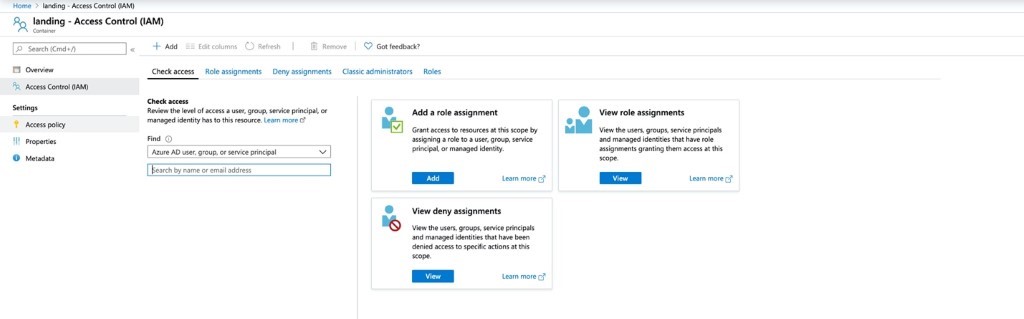 Home > landing - Access Control (IAM)
landing - Access Control (IAM)
Container
Search (Cmd+/)
«
Overview
Access Control (IAM)
Settings
Access policy
Properties
Metadata
+ Add Edit columns Refresh | Remove | Got feedback?
Check access Role assignments Deny assignments Classic administrators Roles
Check access
Review the level of access a user, group, service principal, or
managed identity has to this resource. Learn more
Find
Azure AD user, group, or service principal
Search by name or email address
Add a role assignment
Grant access to resources at this scope by
assigning a role to a user, group, service
principal, or managed identity.
Add Learn more
View role assignments
View the users, groups, service principals
and managed identities that have role
assignments granting them access at this
scope.
View Learn more
View deny assignments
View the users, groups, service principals
and managed identities that have been
denied access to specific actions at this
scope.
View Learn more